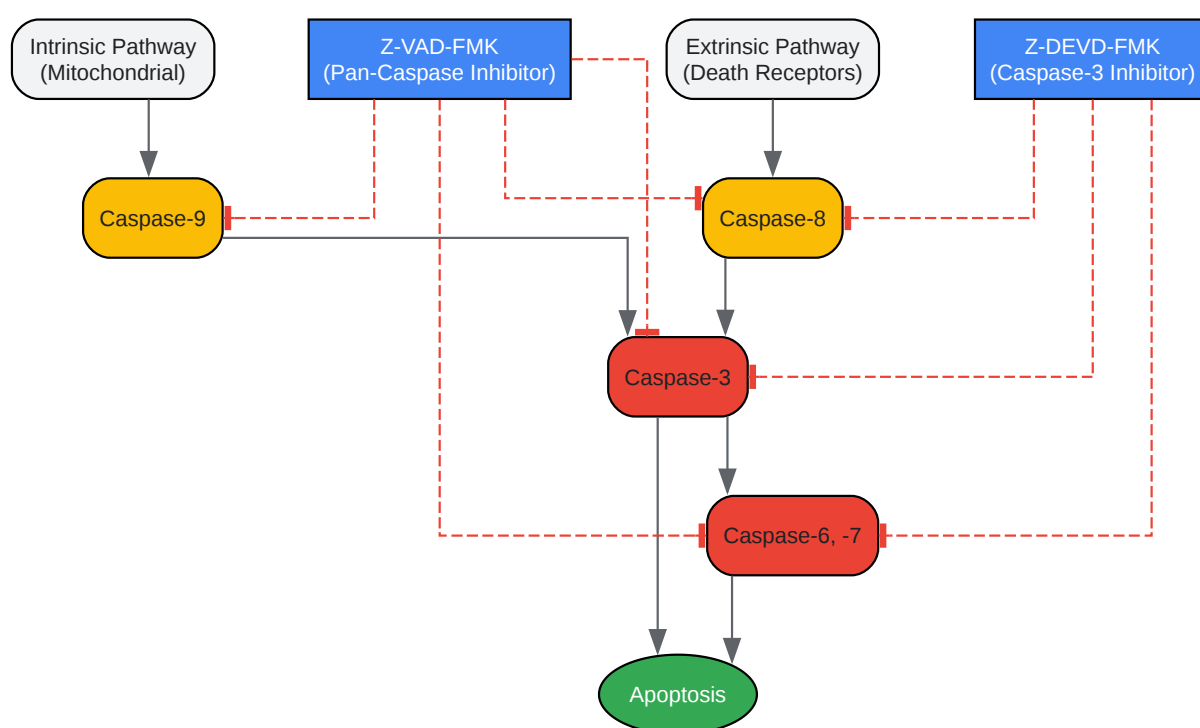 Intrinsic Pathway
(Mitochondrial)
Z-VAD-FMK
(Pan-Caspase Inhibitor)
Extrinsic Pathway
(Death Receptors)
Z-DEVD-FMK
(Caspase-3 Inhibitor)
Caspase-9
Caspase-8
Caspase-3
Caspase-6, -7
Apoptosis